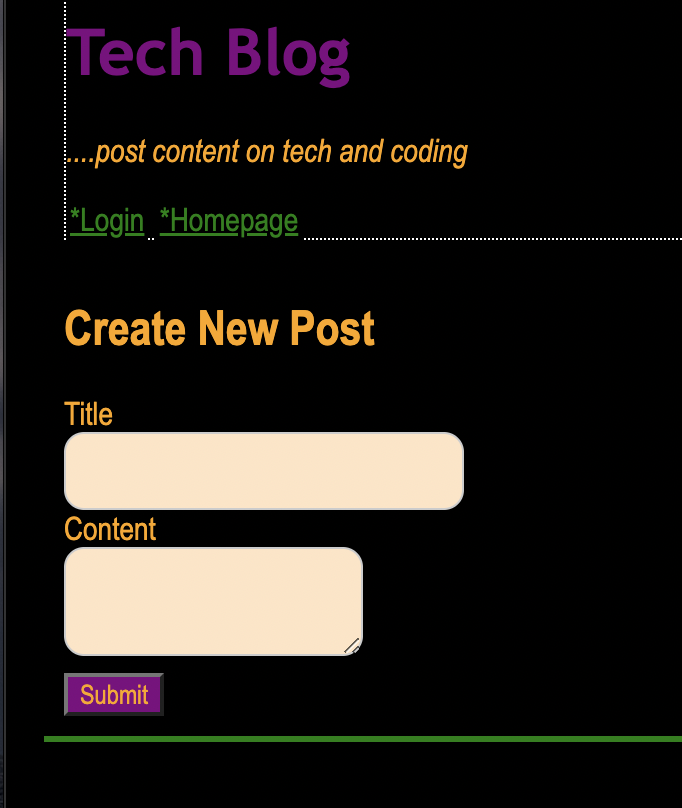 Tech Blog
....post content on tech and coding
*Login *Homepage
Create New Post
Title
Content
Submit